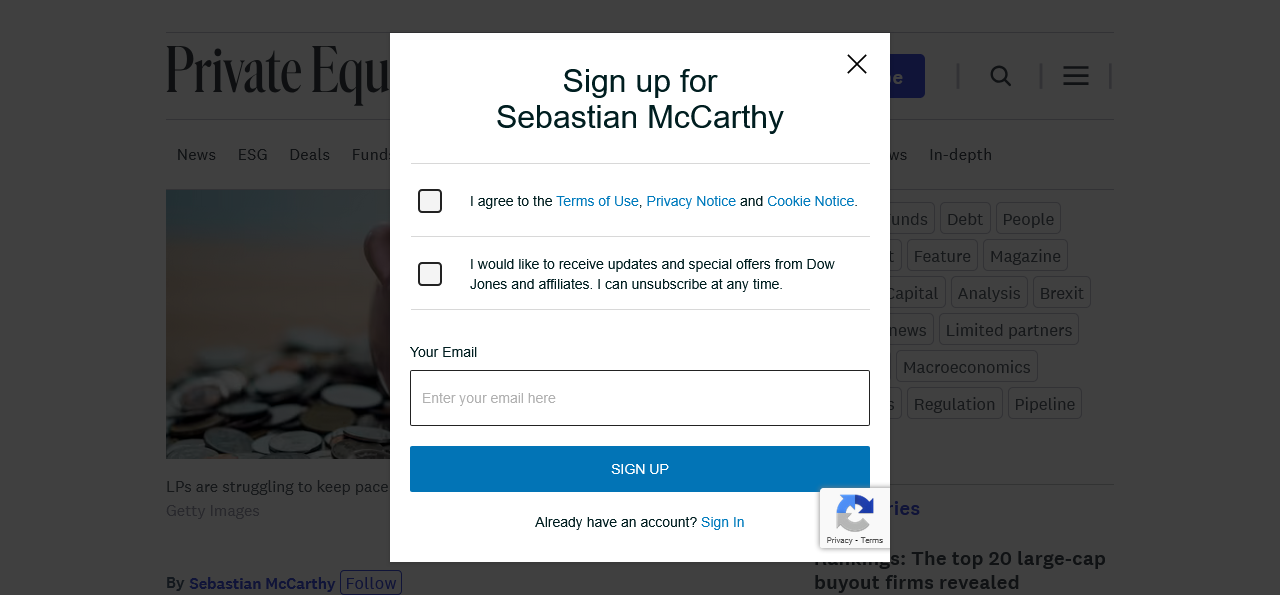 Private Equ
Sign up for
Sebastian McCarthy
News ESG Deals In-depth
I agree to the Terms of Use, Privacy Notice and Cookie Notice.
I would like to receive updates and special offers from Dow
Jones and affiliates. I can unsubscribe at any time.
Your Email
Enter your email here
SIGN UP
Already have an account? Sign In
Privacy - Terms
Debt People
Feature Magazine
Capital Analysis Brexit
news Limited partners
Macroeconomics
Regulation Pipeline
LPs are struggling to keep pace
Getty Images
By Sebastian McCarthy Follow
Rankings: The top 20 large-cap
buyout firms revealed